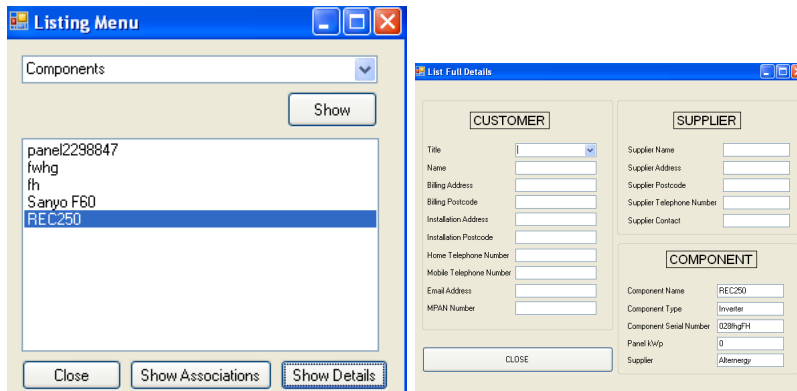 Listing Menu
Components
Show
panel2298847
fwhg
fh
Sanyo F60
REC250
Close
Show Associations
Show Details
List Full Details
CUSTOMER
Title
Name
Billing Address
Billing Postcode
Installation Address
Installation Postcode
Home Telephone Number
Mobile Telephone Number
Email Address
MPAN Number
CLOSE
SUPPLIER
Supplier Name
Supplier Address
Supplier Postcode
Supplier Telephone Number
Supplier Contact
COMPONENT
Component Name REC250
Component Type Inverter
Component Serial Number 028fhgFH
Panel kWp 0
Supplier Alternergy